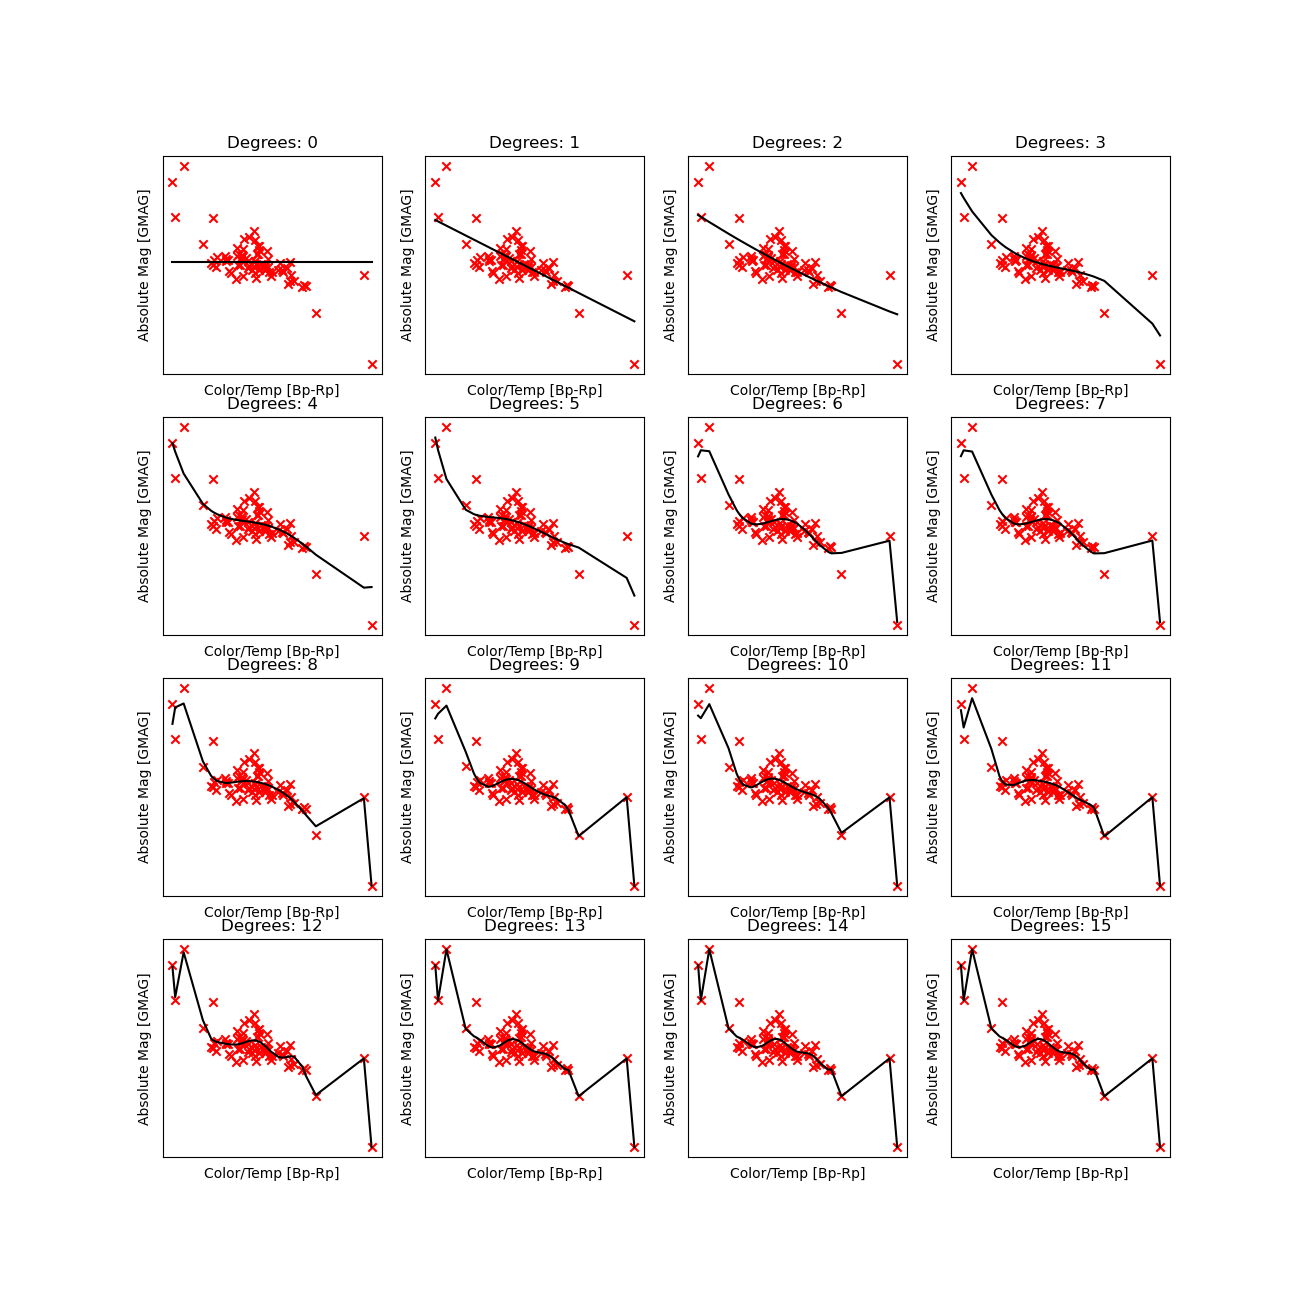 Degrees: 0
Absolute Mag [GMAG]
Color/Temp [Bp-Rp]
Degrees: 1
Absolute Mag [GMAG]
Color/Temp [Bp-Rp]
Degrees: 2
Absolute Mag [GMAG]
Color/Temp [Bp-Rp]
Degrees: 3
Absolute Mag [GMAG]
Color/Temp [Bp-Rp]
Degrees: 4
Absolute Mag [GMAG]
Color/Temp [Bp-Rp]
Degrees: 5
Absolute Mag [GMAG]
Color/Temp [Bp-Rp]
Degrees: 6
Absolute Mag [GMAG]
Color/Temp [Bp-Rp]
Degrees: 7
Absolute Mag [GMAG]
Color/Temp [Bp-Rp]
Degrees: 8
Absolute Mag [GMAG]
Color/Temp [Bp-Rp]
Degrees: 9
Absolute Mag [GMAG]
Color/Temp [Bp-Rp]
Degrees: 10
Absolute Mag [GMAG]
Color/Temp [Bp-Rp]
Degrees: 11
Absolute Mag [GMAG]
Color/Temp [Bp-Rp]
Degrees: 12
Absolute Mag [GMAG]
Color/Temp [Bp-Rp]
Degrees: 13
Absolute Mag [GMAG]
Color/Temp [Bp-Rp]
Degrees: 14
Absolute Mag [GMAG]
Color/Temp [Bp-Rp]
Degrees: 15
Absolute Mag [GMAG]
Color/Temp [Bp-Rp]